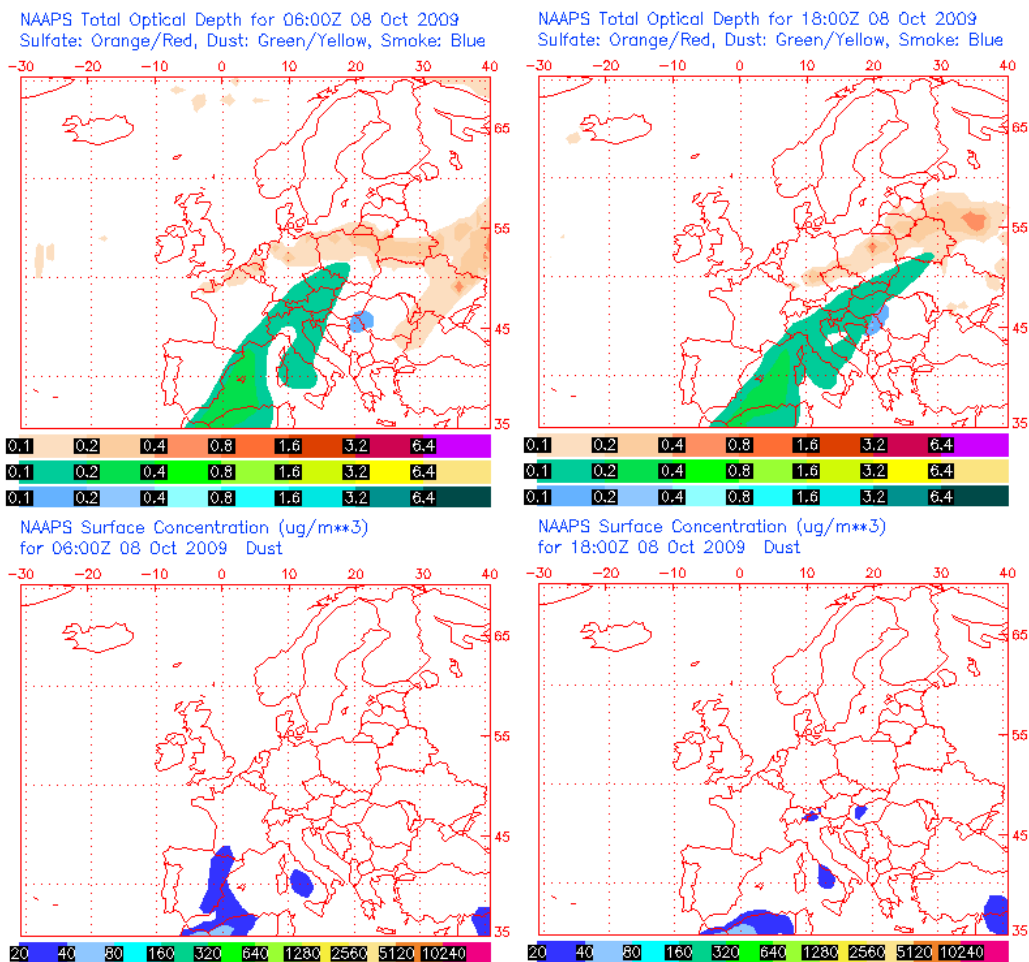 NAAPS Total Optical Depth for 06:00Z 08 Oct 2009
Sulfate: Orange/Red, Dust: Green/Yellow, Smoke: Blue
-30 -20 -10 0 10 20 30 40
65
55
45
35
0.1 0.2 0.4 0.8 1.6 3.2 6.4
0.1 0.2 0.4 0.8 1.6 3.2 6.4
0.1 0.2 0.4 0.8 1.6 3.2 6.4
NAAPS Total Optical Depth for 18:00Z 08 Oct 2009
Sulfate: Orange/Red, Dust: Green/Yellow, Smoke: Blue
-30 -20 -10 0 10 20 30 40
65
55
45
35
0.1 0.2 0.4 0.8 1.6 3.2 6.4
0.1 0.2 0.4 0.8 1.6 3.2 6.4
0.1 0.2 0.4 0.8 1.6 3.2 6.4
NAAPS Surface Concentration (ug/m**3)
for 06:00Z 08 Oct 2009 Dust
-30 -20 -10 0 10 20 30 40
65
55
45
35
20 40 80 160 320 640 1280 2560 5120 10240
NAAPS Surface Concentration (ug/m**3)
for 18:00Z 08 Oct 2009 Dust
-30 -20 -10 0 10 20 30 40
65
55
45
35
20 40 80 160 320 640 1280 2560 5120 10240